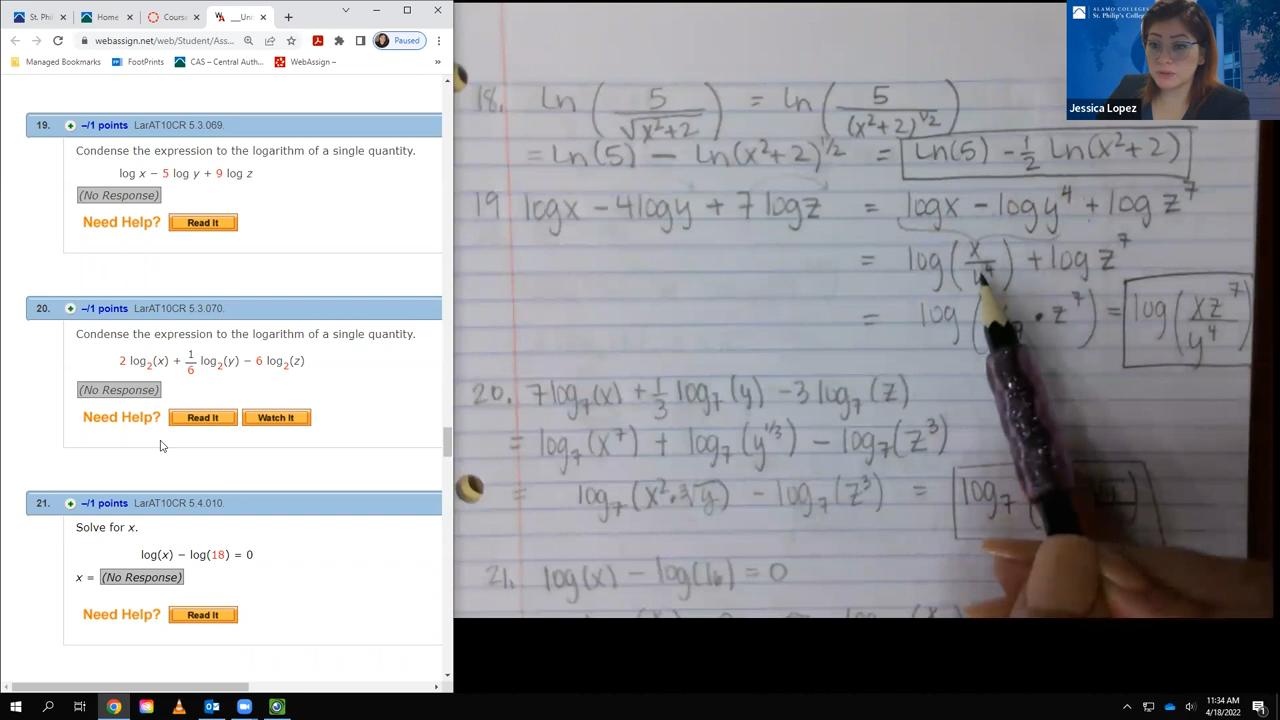 St. Ph
Home
Cours
__Un
Paused
webassign.net/web/Student/Ass...
Managed Bookmarks
FootPrints
CAS – Central Auth...
WebAssign –
»
19. –/1 points LarAT10CR 5.3.069.
Condense the expression to the logarithm of a single quantity.
log x − 5 log y + 9 log z
(No Response)
Need Help? Read It
20. –/1 points LarAT10CR 5.3.070.
Condense the expression to the logarithm of a single quantity.
2 log₂(x) + 1/6 log₂(y) − 6 log₂(z)
(No Response)
Need Help? Read It Watch It
21. –/1 points LarAT10CR 5.4.010.
Solve for x.
log(x) − log(18) = 0
x = (No Response)
Need Help? Read It
18. ln (5/√(x²+2)) = ln (5/(x²+2)^1/2)
= ln(5) − ln(x²+2)^1/2 = ln(5) − 1/2 ln(x²+2)
19 logx − 4logy + 7logz = logx − logy⁴ + log z⁷
= log(x/y⁴) + log z⁷
= log ( • z⁷) = log(xz⁷/y⁴)
20. 7log₇(x) + 1/3 log₇(y) − 3log₇(z)
= log₇(x⁷) + log₇(y^1/3) − log₇(z³)
= log₇(x²·∛y) − log₇(z³) = log₇
21. log(x) − log(16) = 0
ALAMO COLLEGES
St. Philip's College
Jessica Lopez
11:34 AM
4/18/2022